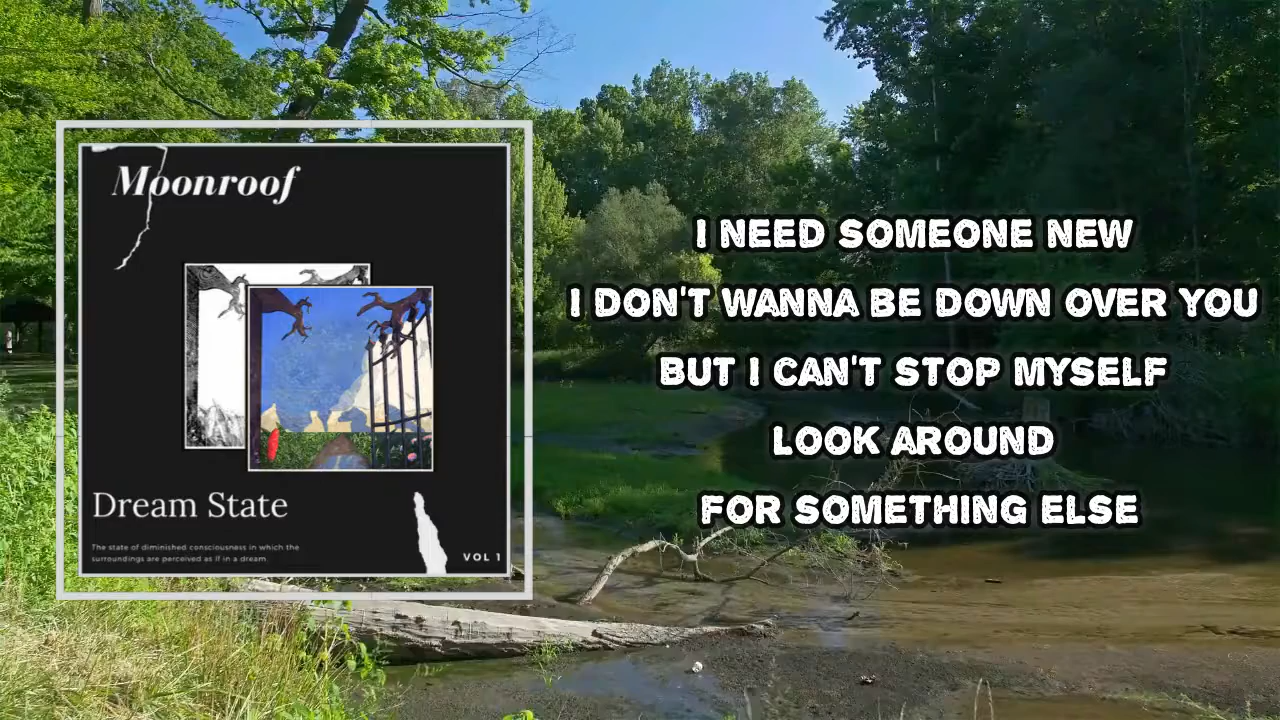 Moonroof
Dream State
The state of diminished consciousness in which the
surroundings are perceived as if in a dream.
VOL 1
I NEED SOMEONE NEW
I DON'T WANNA BE DOWN OVER YOU
BUT I CAN'T STOP MYSELF
LOOK AROUND
FOR SOMETHING ELSE